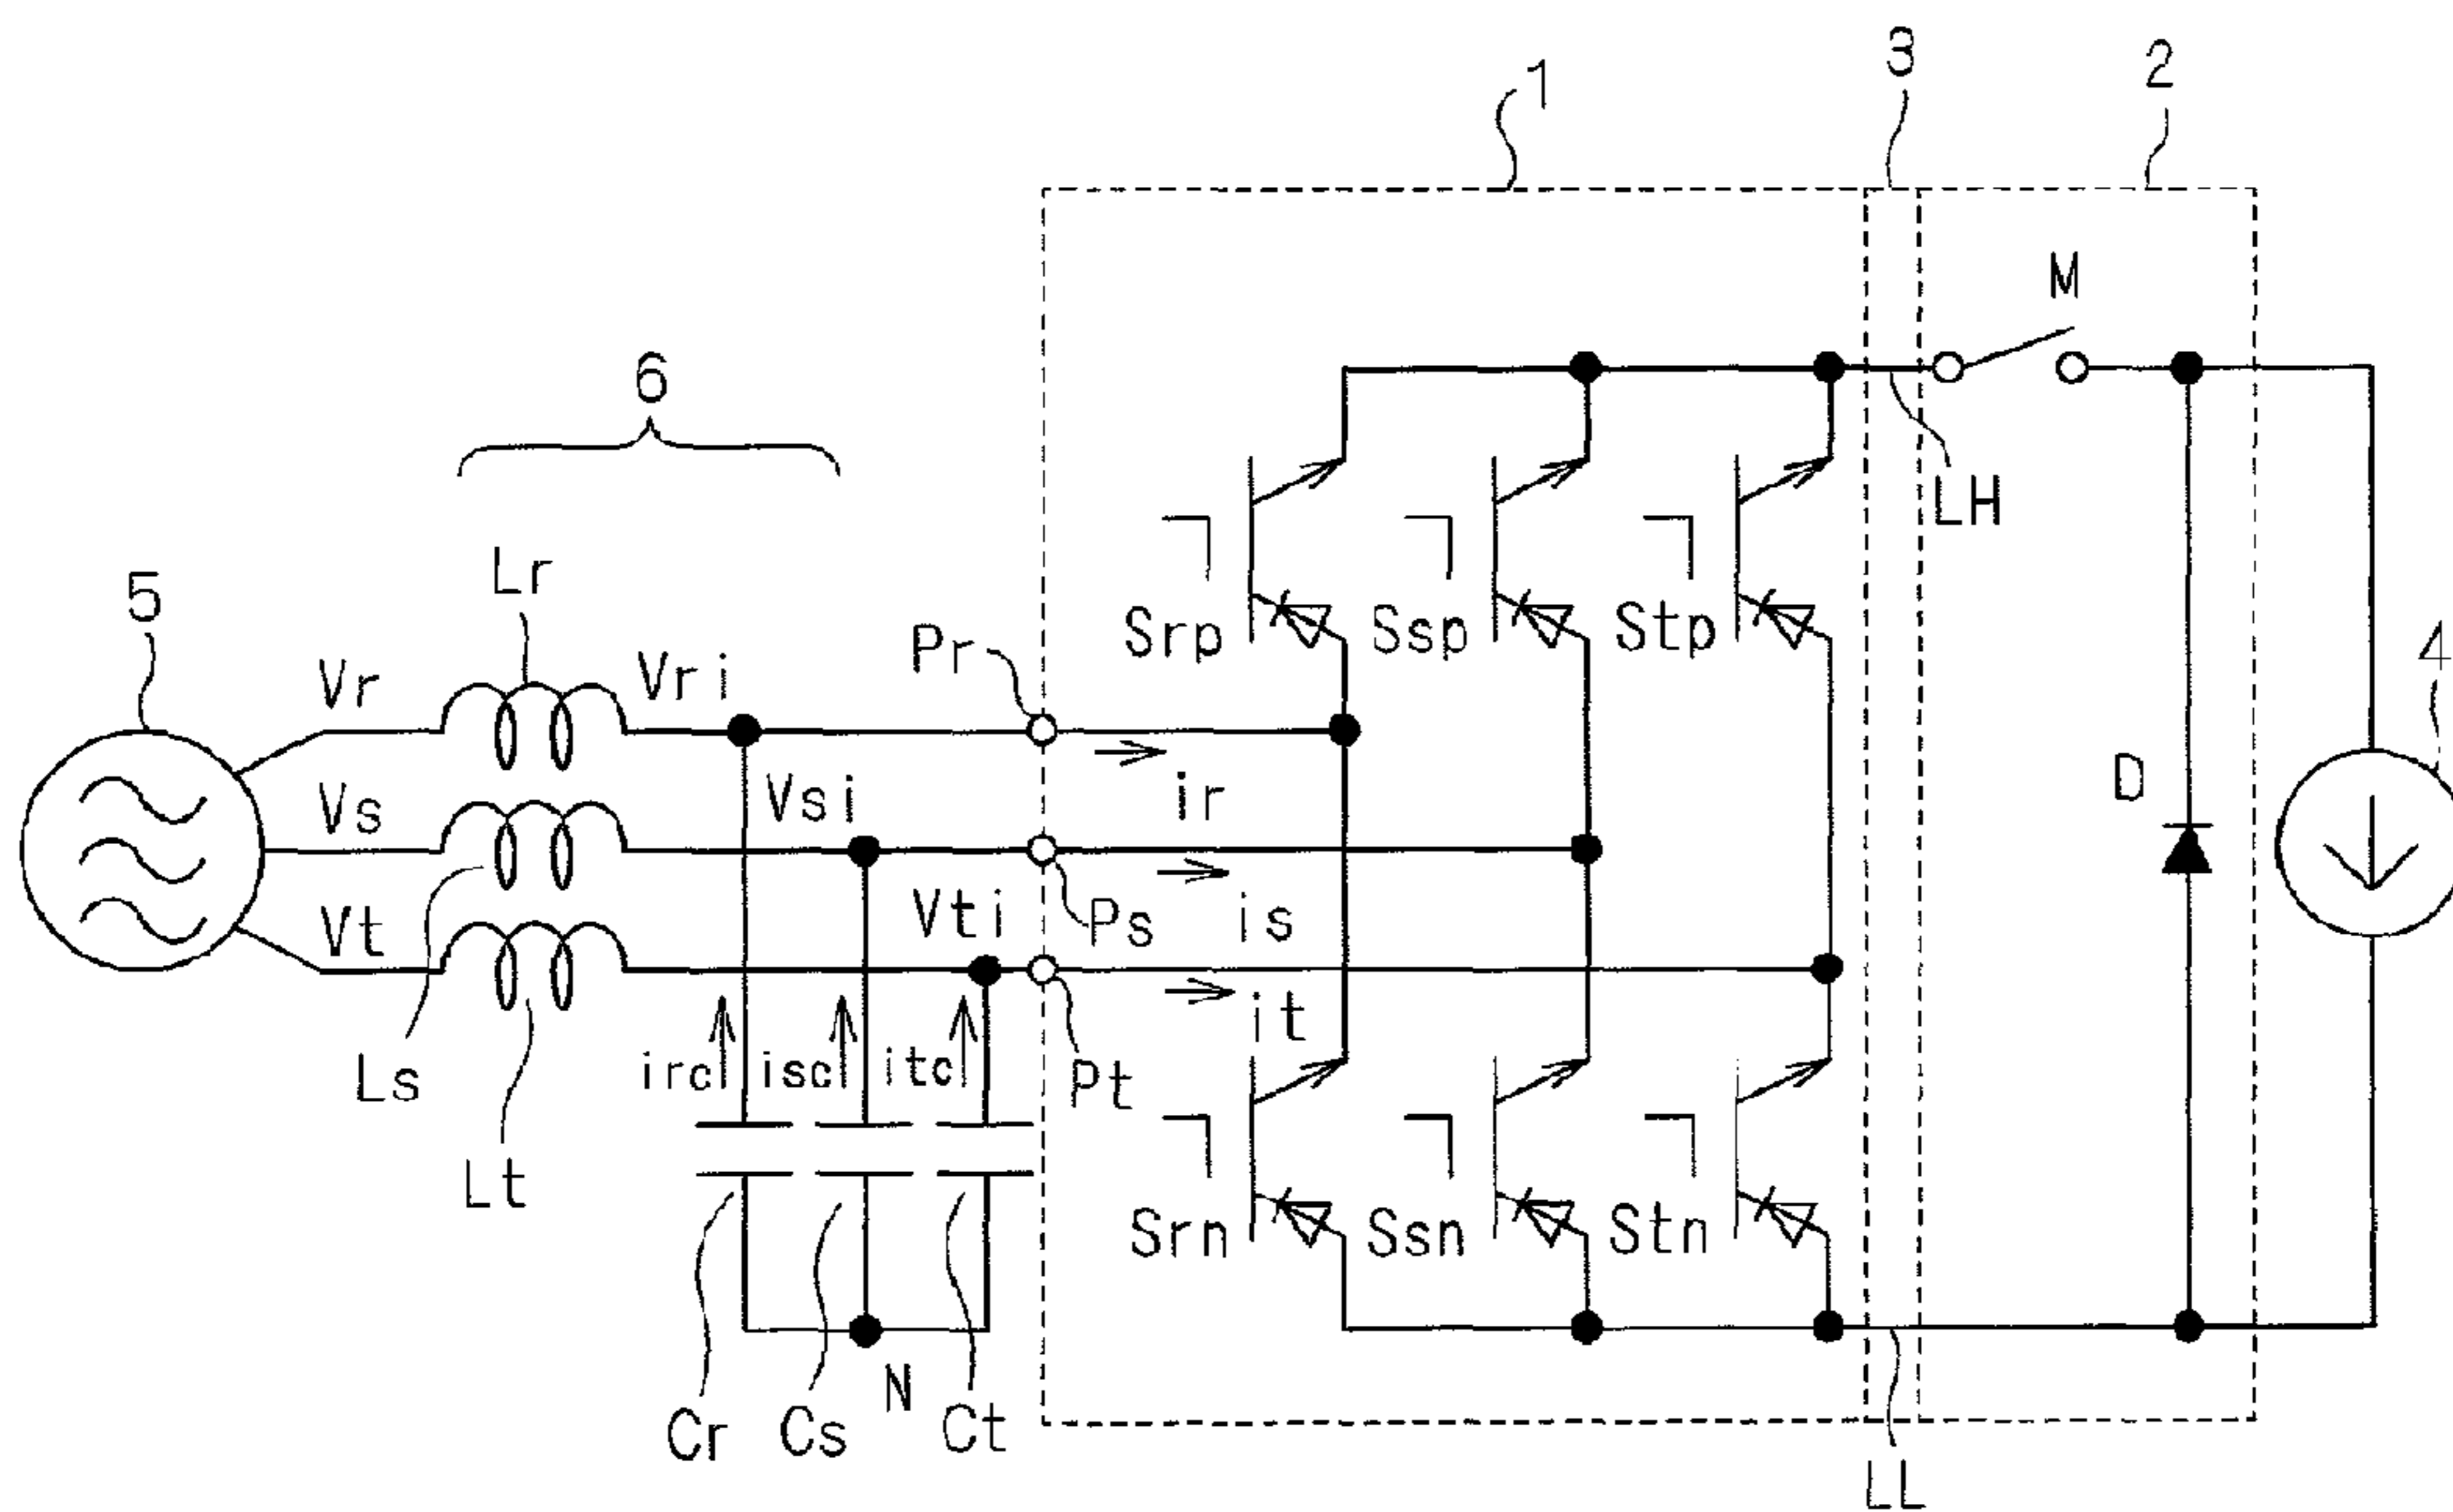 1
3
2
M
6
LH
Lr
5
Srp
Ssp
Stp
Pr
4
Vr
Vri
D
Vs
Vsi
ir
Vt
Vti
Ps
is
irc
isc
itc
Pt
it
Ls
Lt
Srn
Ssn
Stn
N
Cr
Cs
Ct
LL